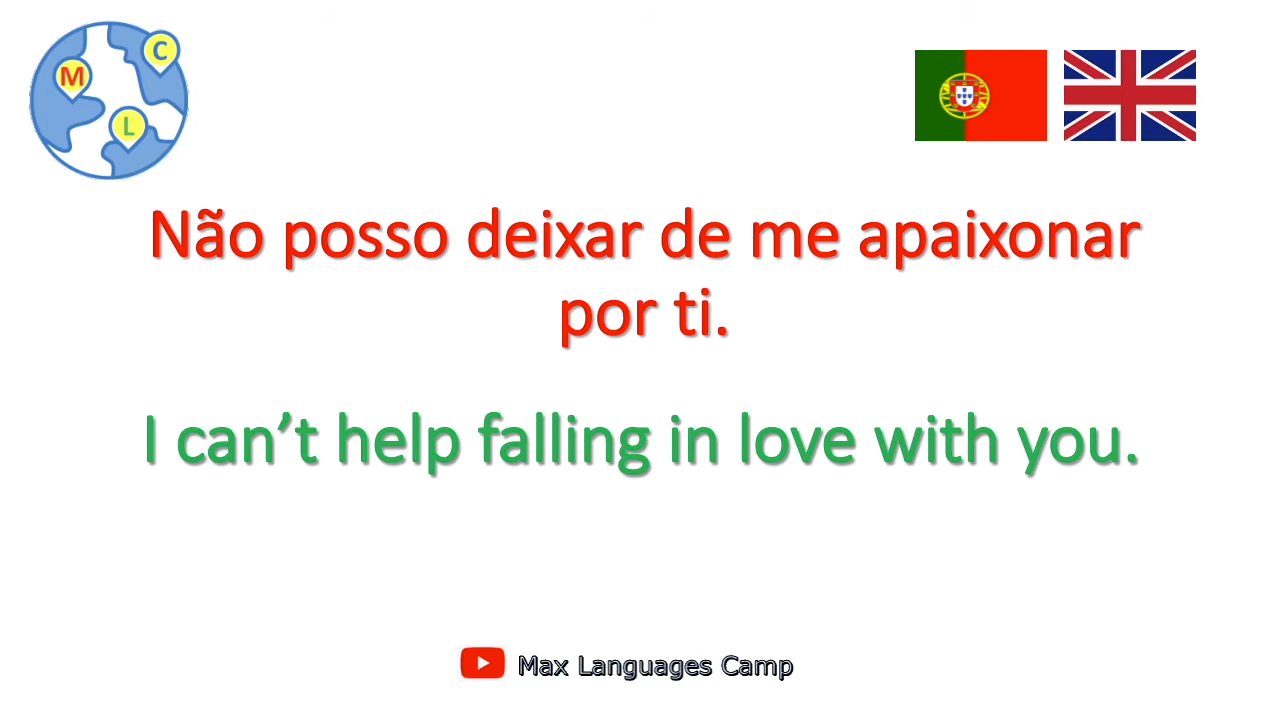 M
C
L
Não posso deixar de me apaixonar
por ti.
I can’t help falling in love with you.
Max Languages Camp